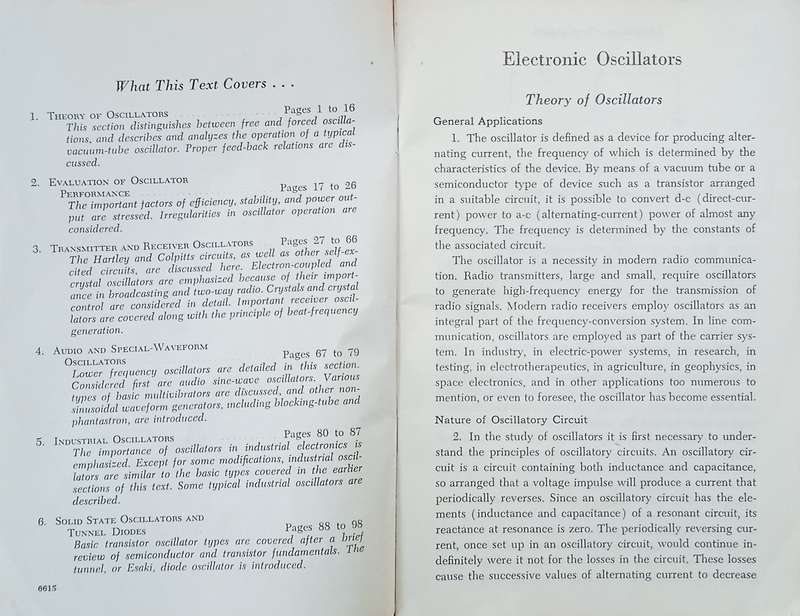 What This Text Covers . . .
1. THEORY OF OSCILLATORS Pages 1 to 16
This section distinguishes between free and forced oscilla-
tions, and describes and analyzes the operation of a typical
vacuum-tube oscillator. Proper feed-back relations are dis-
cussed.
2. EVALUATION OF OSCILLATOR
PERFORMANCE Pages 17 to 26
The important factors of efficiency, stability, and power out-
put are stressed. Irregularities in oscillator operation are
considered.
3. TRANSMITTER AND RECEIVER OSCILLATORS Pages 27 to 66
The Hartley and Colpitts circuits, as well as other self-ex-
cited circuits, are discussed here. Electron-coupled and
crystal oscillators are emphasized because of their import-
ance in broadcasting and two-way radio. Crystals and crystal
control are considered in detail. Important receiver oscil-
lators are covered along with the principle of beat-frequency
generation.
4. AUDIO AND SPECIAL-WAVEFORM
OSCILLATORS Pages 67 to 79
Lower frequency oscillators are detailed in this section.
Considered first are audio sine-wave oscillators. Various
types of basic multivibrators are discussed, and other non-
sinusoidal waveform generators, including blocking-tube and
phantastron, are introduced.
5. INDUSTRIAL OSCILLATORS Pages 80 to 87
The importance of oscillators in industrial electronics is
emphasized. Except for some modifications, industrial oscil-
lators are similar to the basic types covered in the earlier
sections of this text. Some typical industrial oscillators are
described.
6. SOLID STATE OSCILLATORS AND
TUNNEL DIODES Pages 88 to 98
Basic transistor oscillator types are covered after a brief
review of semiconductor and transistor fundamentals. The
tunnel, or Esaki, diode oscillator is introduced.
6615
Electronic Oscillators
Theory of Oscillators
General Applications
1. The oscillator is defined as a device for producing alter-
nating current, the frequency of which is determined by the
characteristics of the device. By means of a vacuum tube or a
semiconductor type of device such as a transistor arranged
in a suitable circuit, it is possible to convert d-c (direct-cur-
rent) power to a-c (alternating-current) power of almost any
frequency. The frequency is determined by the constants of
the associated circuit.
The oscillator is a necessity in modern radio communica-
tion. Radio transmitters, large and small, require oscillators
to generate high-frequency energy for the transmission of
radio signals. Modern radio receivers employ oscillators as an
integral part of the frequency-conversion system. In line com-
munication, oscillators are employed as part of the carrier sys-
tem. In industry, in electric-power systems, in research, in
testing, in electrotherapeutics, in agriculture, in geophysics, in
space electronics, and in other applications too numerous to
mention, or even to foresee, the oscillator has become essential.
Nature of Oscillatory Circuit
2. In the study of oscillators it is first necessary to under-
stand the principles of oscillatory circuits. An oscillatory cir-
cuit is a circuit containing both inductance and capacitance,
so arranged that a voltage impulse will produce a current that
periodically reverses. Since an oscillatory circuit has the ele-
ments (inductance and capacitance) of a resonant circuit, its
reactance at resonance is zero. The periodically reversing cur-
rent, once set up in an oscillatory circuit, would continue in-
definitely were it not for the losses in the circuit. These losses
cause the successive values of alternating current to decrease